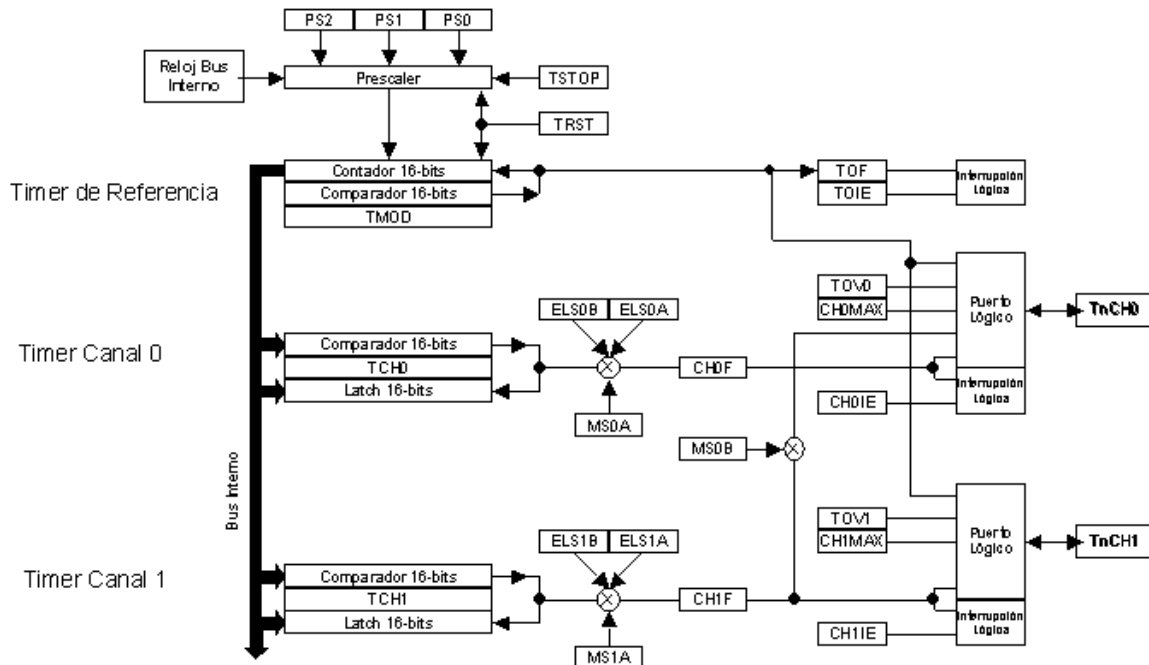 PS2 PS1 PS0
Reloj Bus
Interno
Prescaler
TSTOP
TRST
Timer de Referencia
Contador 16-bits
Comparador 16-bits
TMOD
TOF
TOIE
Interrupción
Lógica
TOV0
CH0MAX
Puerto
Lógico
TnCH0
ELS0B ELS0A
Timer Canal 0
Comparador 16-bits
TCH0
Latch 16-bits
CH0F
Interrupción
Lógica
CH0IE
MS0A
MS0B
Bus Interno
TOV1
CH1MAX
Puerto
Lógico
TnCH1
ELS1B ELS1A
Timer Canal 1
Comparador 16-bits
TCH1
Latch 16-bits
CH1F
Interrupción
Lógica
CH1IE
MS1A